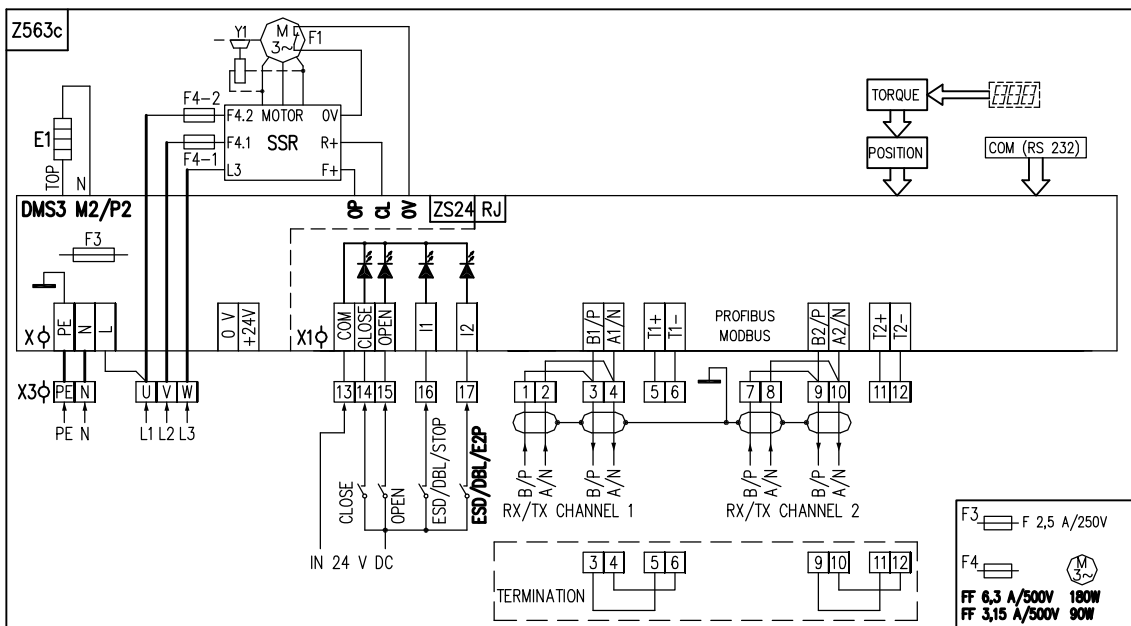 Z563c
Y1
M
3~
F1
F4-2
F4.2 MOTOR 0V
F4.1 SSR R+
F4-1
L3 F+
E1
TOP
N
TORQUE
POSITION
COM (RS 232)
DMS3 M2/P2
OP CL 0V
ZS24 RJ
F3
X
PE N L
0 V
+24V
X1
COM
CLOSE
OPEN
I1
I2
B1/P
A1/N
T1+
T1-
PROFIBUS
MODBUS
B2/P
A2/N
T2+
T2-
X3
PE N U V W 13 14 15 16 17 1 2 3 4 5 6 7 8 9 10 11 12
PE N L1 L2 L3
CLOSE
OPEN
ESD/DBL/STOP
ESD/DBL/E2P
IN 24 V DC
B/P
A/N
B/P
A/N
B/P
A/N
B/P
A/N
RX/TX CHANNEL 1
RX/TX CHANNEL 2
TERMINATION
3 4 5 6 9 10 11 12
F3 F 2,5 A/250V
F4
M
3~
FF 6,3 A/500V 180W
FF 3,15 A/500V 90W